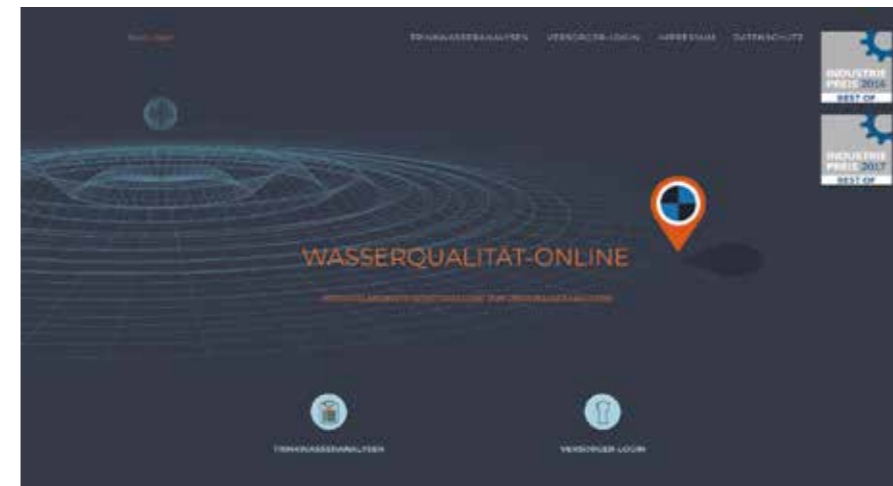 TRINKWASSERANALYSEN VERSORGER-LOGIN IMPRESSUM DATENSCHUTZ
INDUSTRIE
PREIS 2016
BEST OF
INDUSTRIE
PREIS 2017
BEST OF
WASSERQUALITÄT-ONLINE
TRINKWASSERANALYSEN
VERSORGER-LOGIN